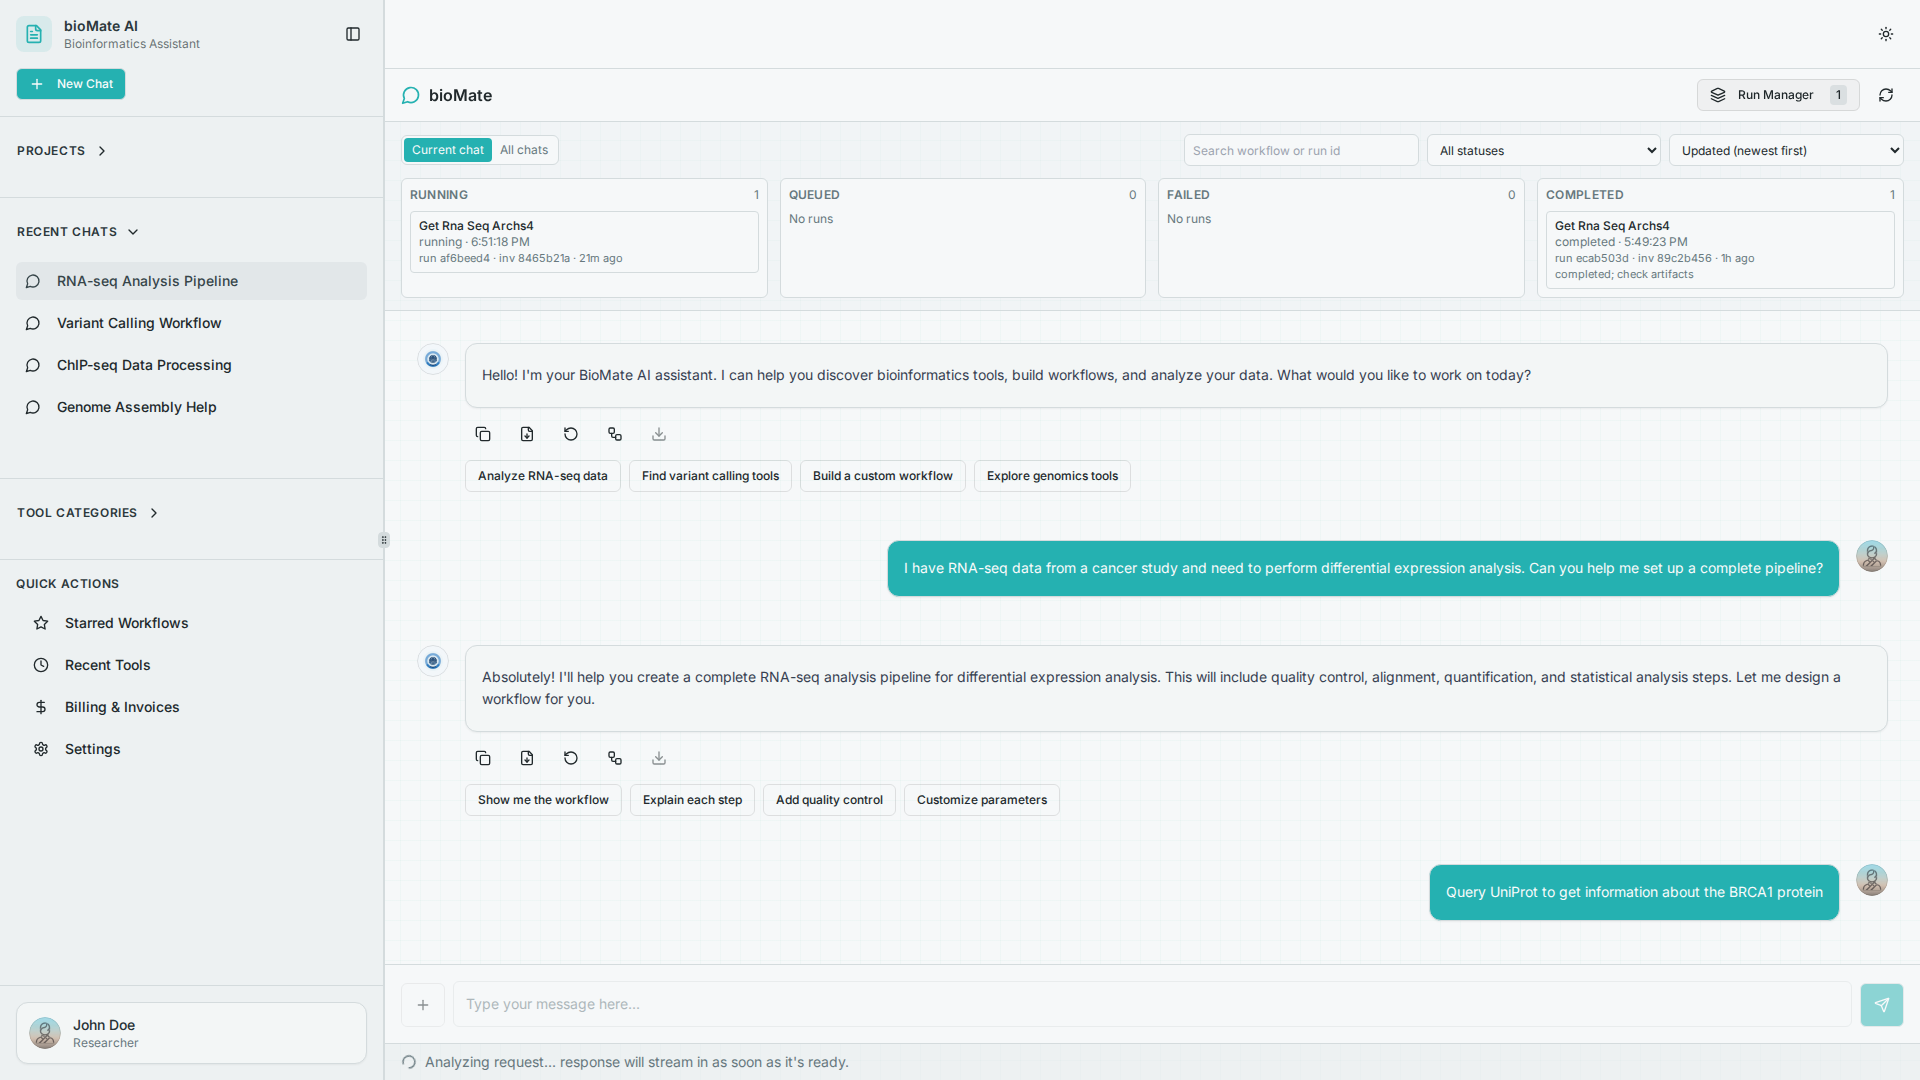 bioMate AI
Bioinformatics Assistant
New Chat
PROJECTS
RECENT CHATS
RNA-seq Analysis Pipeline
Variant Calling Workflow
ChIP-seq Data Processing
Genome Assembly Help
TOOL CATEGORIES
QUICK ACTIONS
Starred Workflows
Recent Tools
Billing & Invoices
Settings
John Doe
Researcher
bioMate
Run Manager 1
Current chat All chats
Search workflow or run id
All statuses
Updated (newest first)
RUNNING 1
Get Rna Seq Archs4
running · 6:51:18 PM
run af6beed4 · inv 8465b21a · 21m ago
QUEUED 0
No runs
FAILED 0
No runs
COMPLETED 1
Get Rna Seq Archs4
completed · 5:49:23 PM
run ecab503d · inv 89c2b456 · 1h ago
completed; check artifacts
Hello! I'm your BioMate AI assistant. I can help you discover bioinformatics tools, build workflows, and analyze your data. What would you like to work on today?
Analyze RNA-seq data
Find variant calling tools
Build a custom workflow
Explore genomics tools
I have RNA-seq data from a cancer study and need to perform differential expression analysis. Can you help me set up a complete pipeline?
Absolutely! I'll help you create a complete RNA-seq analysis pipeline for differential expression analysis. This will include quality control, alignment, quantification, and statistical analysis steps. Let me design a
workflow for you.
Show me the workflow
Explain each step
Add quality control
Customize parameters
Query UniProt to get information about the BRCA1 protein
Type your message here...
Analyzing request... response will stream in as soon as it's ready.